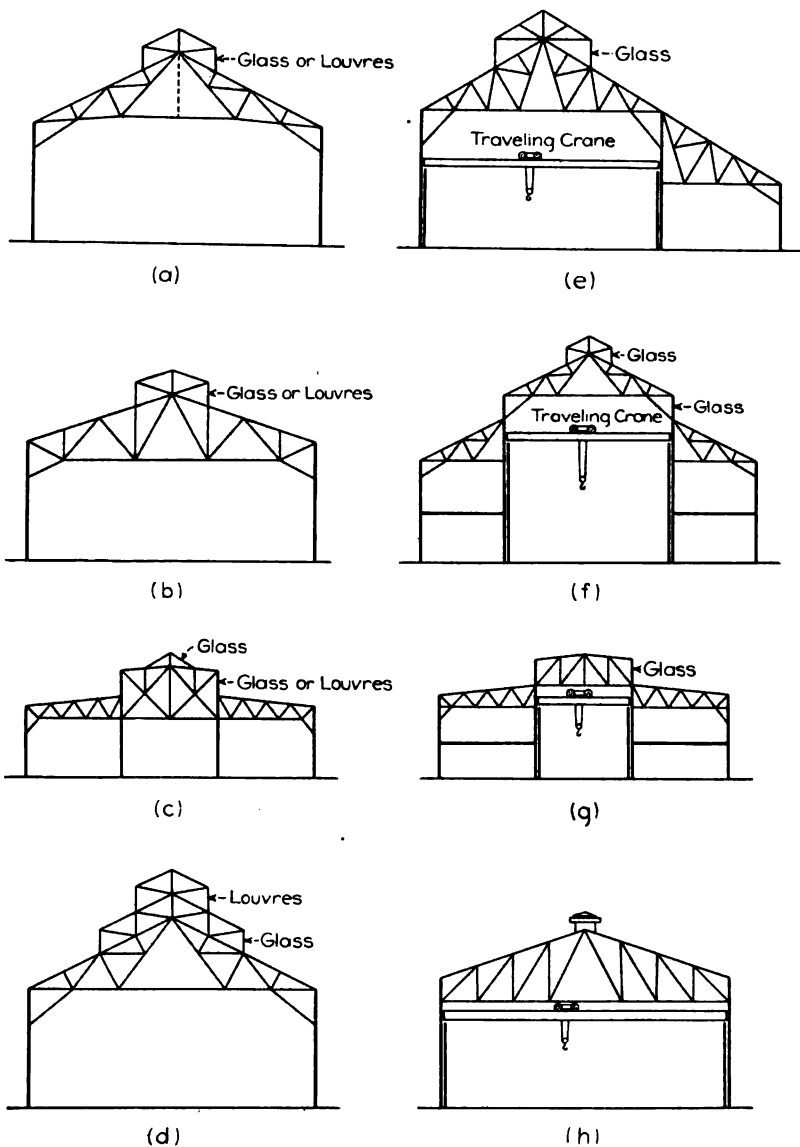 Glass or Louvres
(a)
Glass
Traveling Crane
(e)
Glass or Louvres
(b)
Glass
Glass
Traveling Crane
(f)
Glass
Glass or Louvres
(c)
Glass
(g)
Louvres
Glass
(d)
(h)